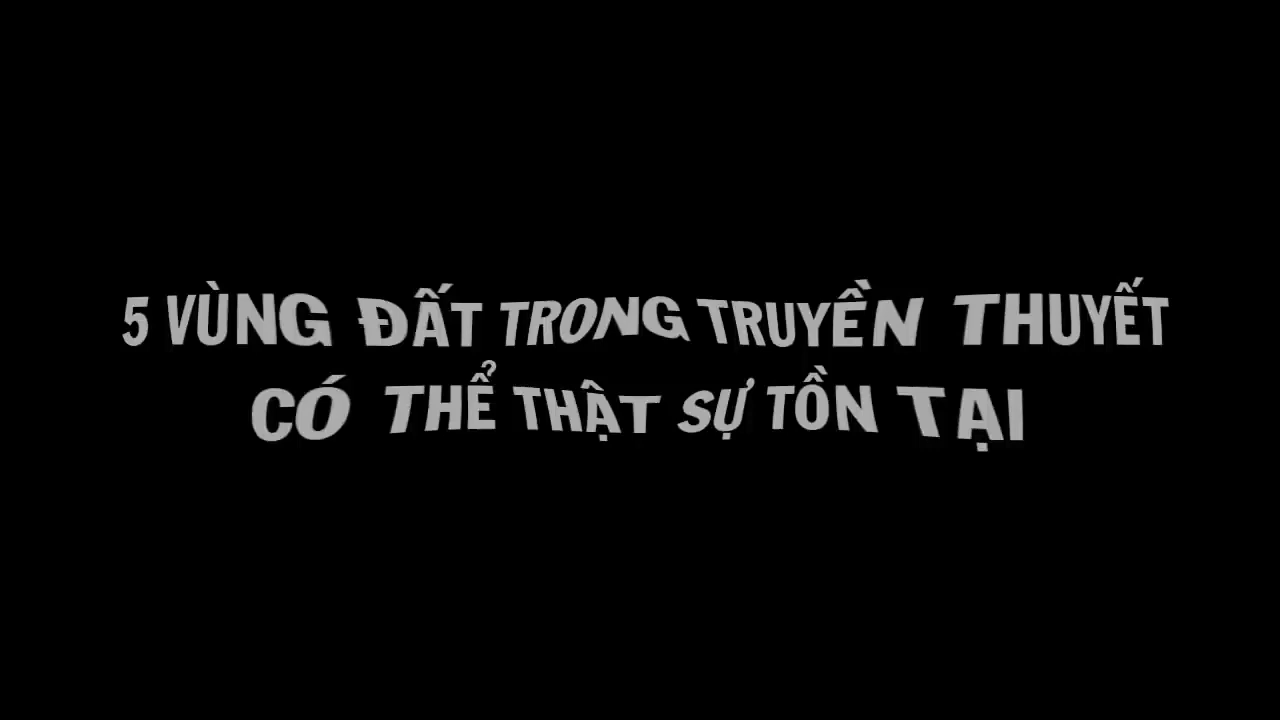 5 VÙNG ĐẤT TRONG TRUYỀN THUYẾT
CÓ THỂ THẬT SỰ TỒN TẠI